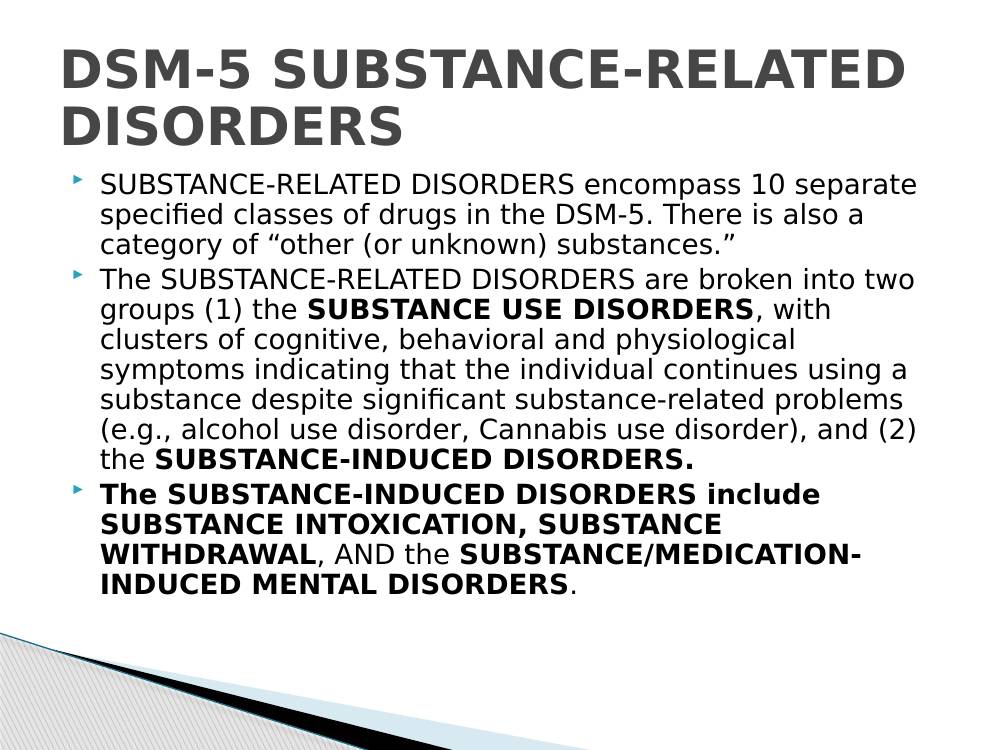 DSM-5 SUBSTANCE-RELATED
DISORDERS
SUBSTANCE-RELATED DISORDERS encompass 10 separate
specified classes of drugs in the DSM-5. There is also a
category of “other (or unknown) substances.”
The SUBSTANCE-RELATED DISORDERS are broken into two
groups (1) the SUBSTANCE USE DISORDERS, with
clusters of cognitive, behavioral and physiological
symptoms indicating that the individual continues using a
substance despite significant substance-related problems
(e.g., alcohol use disorder, Cannabis use disorder), and (2)
the SUBSTANCE-INDUCED DISORDERS.
The SUBSTANCE-INDUCED DISORDERS include
SUBSTANCE INTOXICATION, SUBSTANCE
WITHDRAWAL, AND the SUBSTANCE/MEDICATION-
INDUCED MENTAL DISORDERS.